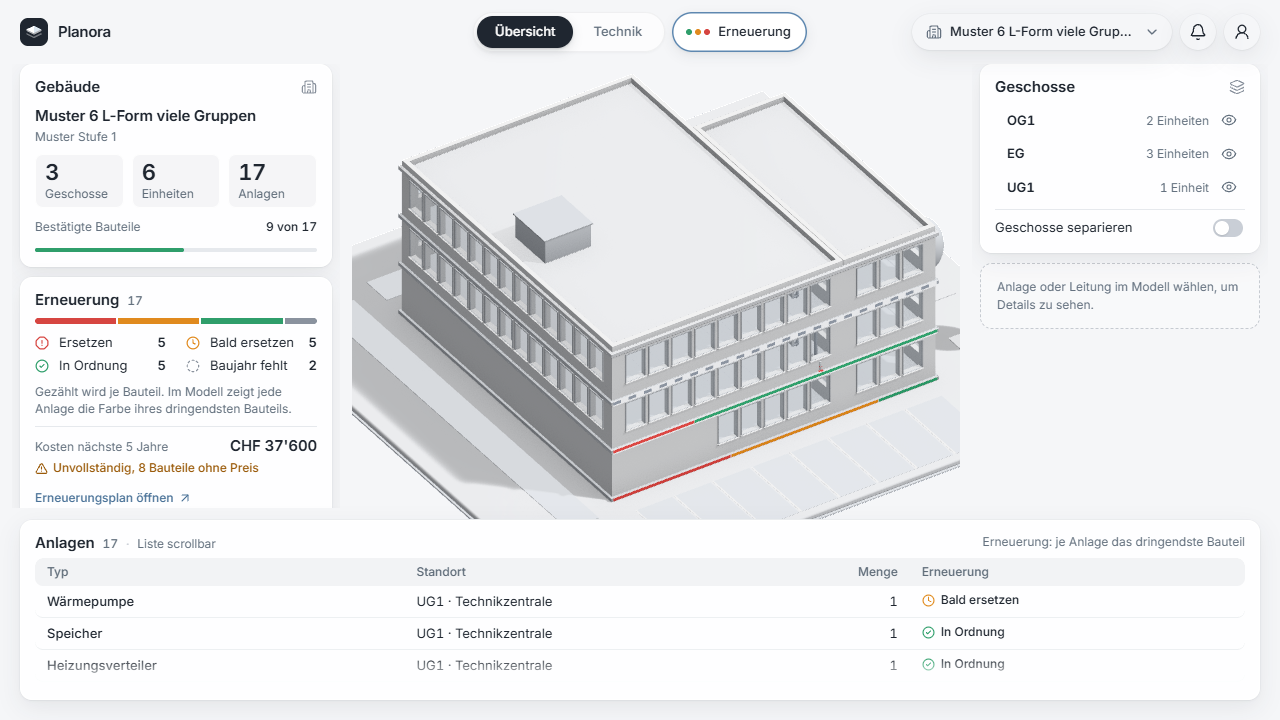 Planora
Übersicht
Technik
Erneuerung
Muster 6 L-Form viele Grup...
Gebäude
Muster 6 L-Form viele Gruppen
Muster Stufe 1
3 6 17
Geschosse Einheiten Anlagen
Bestätigte Bauteile 9 von 17
Erneuerung 17
Ersetzen 5 Bald ersetzen 5
In Ordnung 5 Baujahr fehlt 2
Gezählt wird je Bauteil. Im Modell zeigt jede
Anlage die Farbe ihres dringendsten Bauteils.
Kosten nächste 5 Jahre CHF 37'600
Unvollständig, 8 Bauteile ohne Preis
Erneuerungsplan öffnen
Geschosse
OG1 2 Einheiten
EG 3 Einheiten
UG1 1 Einheit
Geschosse separieren
Anlage oder Leitung im Modell wählen, um
Details zu sehen.
Anlagen 17 · Liste scrollbar
Erneuerung: je Anlage das dringendste Bauteil
Typ Standort Menge Erneuerung
Wärmepumpe UG1 · Technikzentrale 1 Bald ersetzen
Speicher UG1 · Technikzentrale 1 In Ordnung
Heizungsverteiler UG1 · Technikzentrale 1 In Ordnung